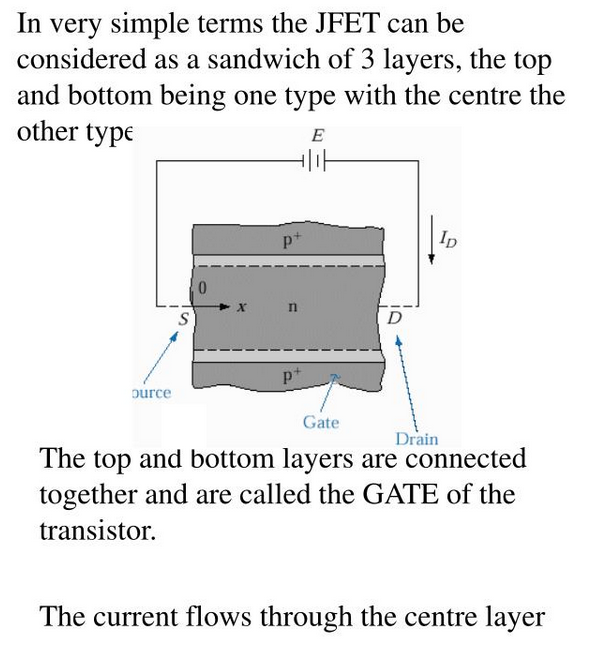 In very simple terms the JFET can be
considered as a sandwich of 3 layers, the top
and bottom being one type with the centre the
other type
E
p+
I_D
0
x
n
S
D
p+
ource
Gate
Drain
The top and bottom layers are connected
together and are called the GATE of the
transistor.
The current flows through the centre layer